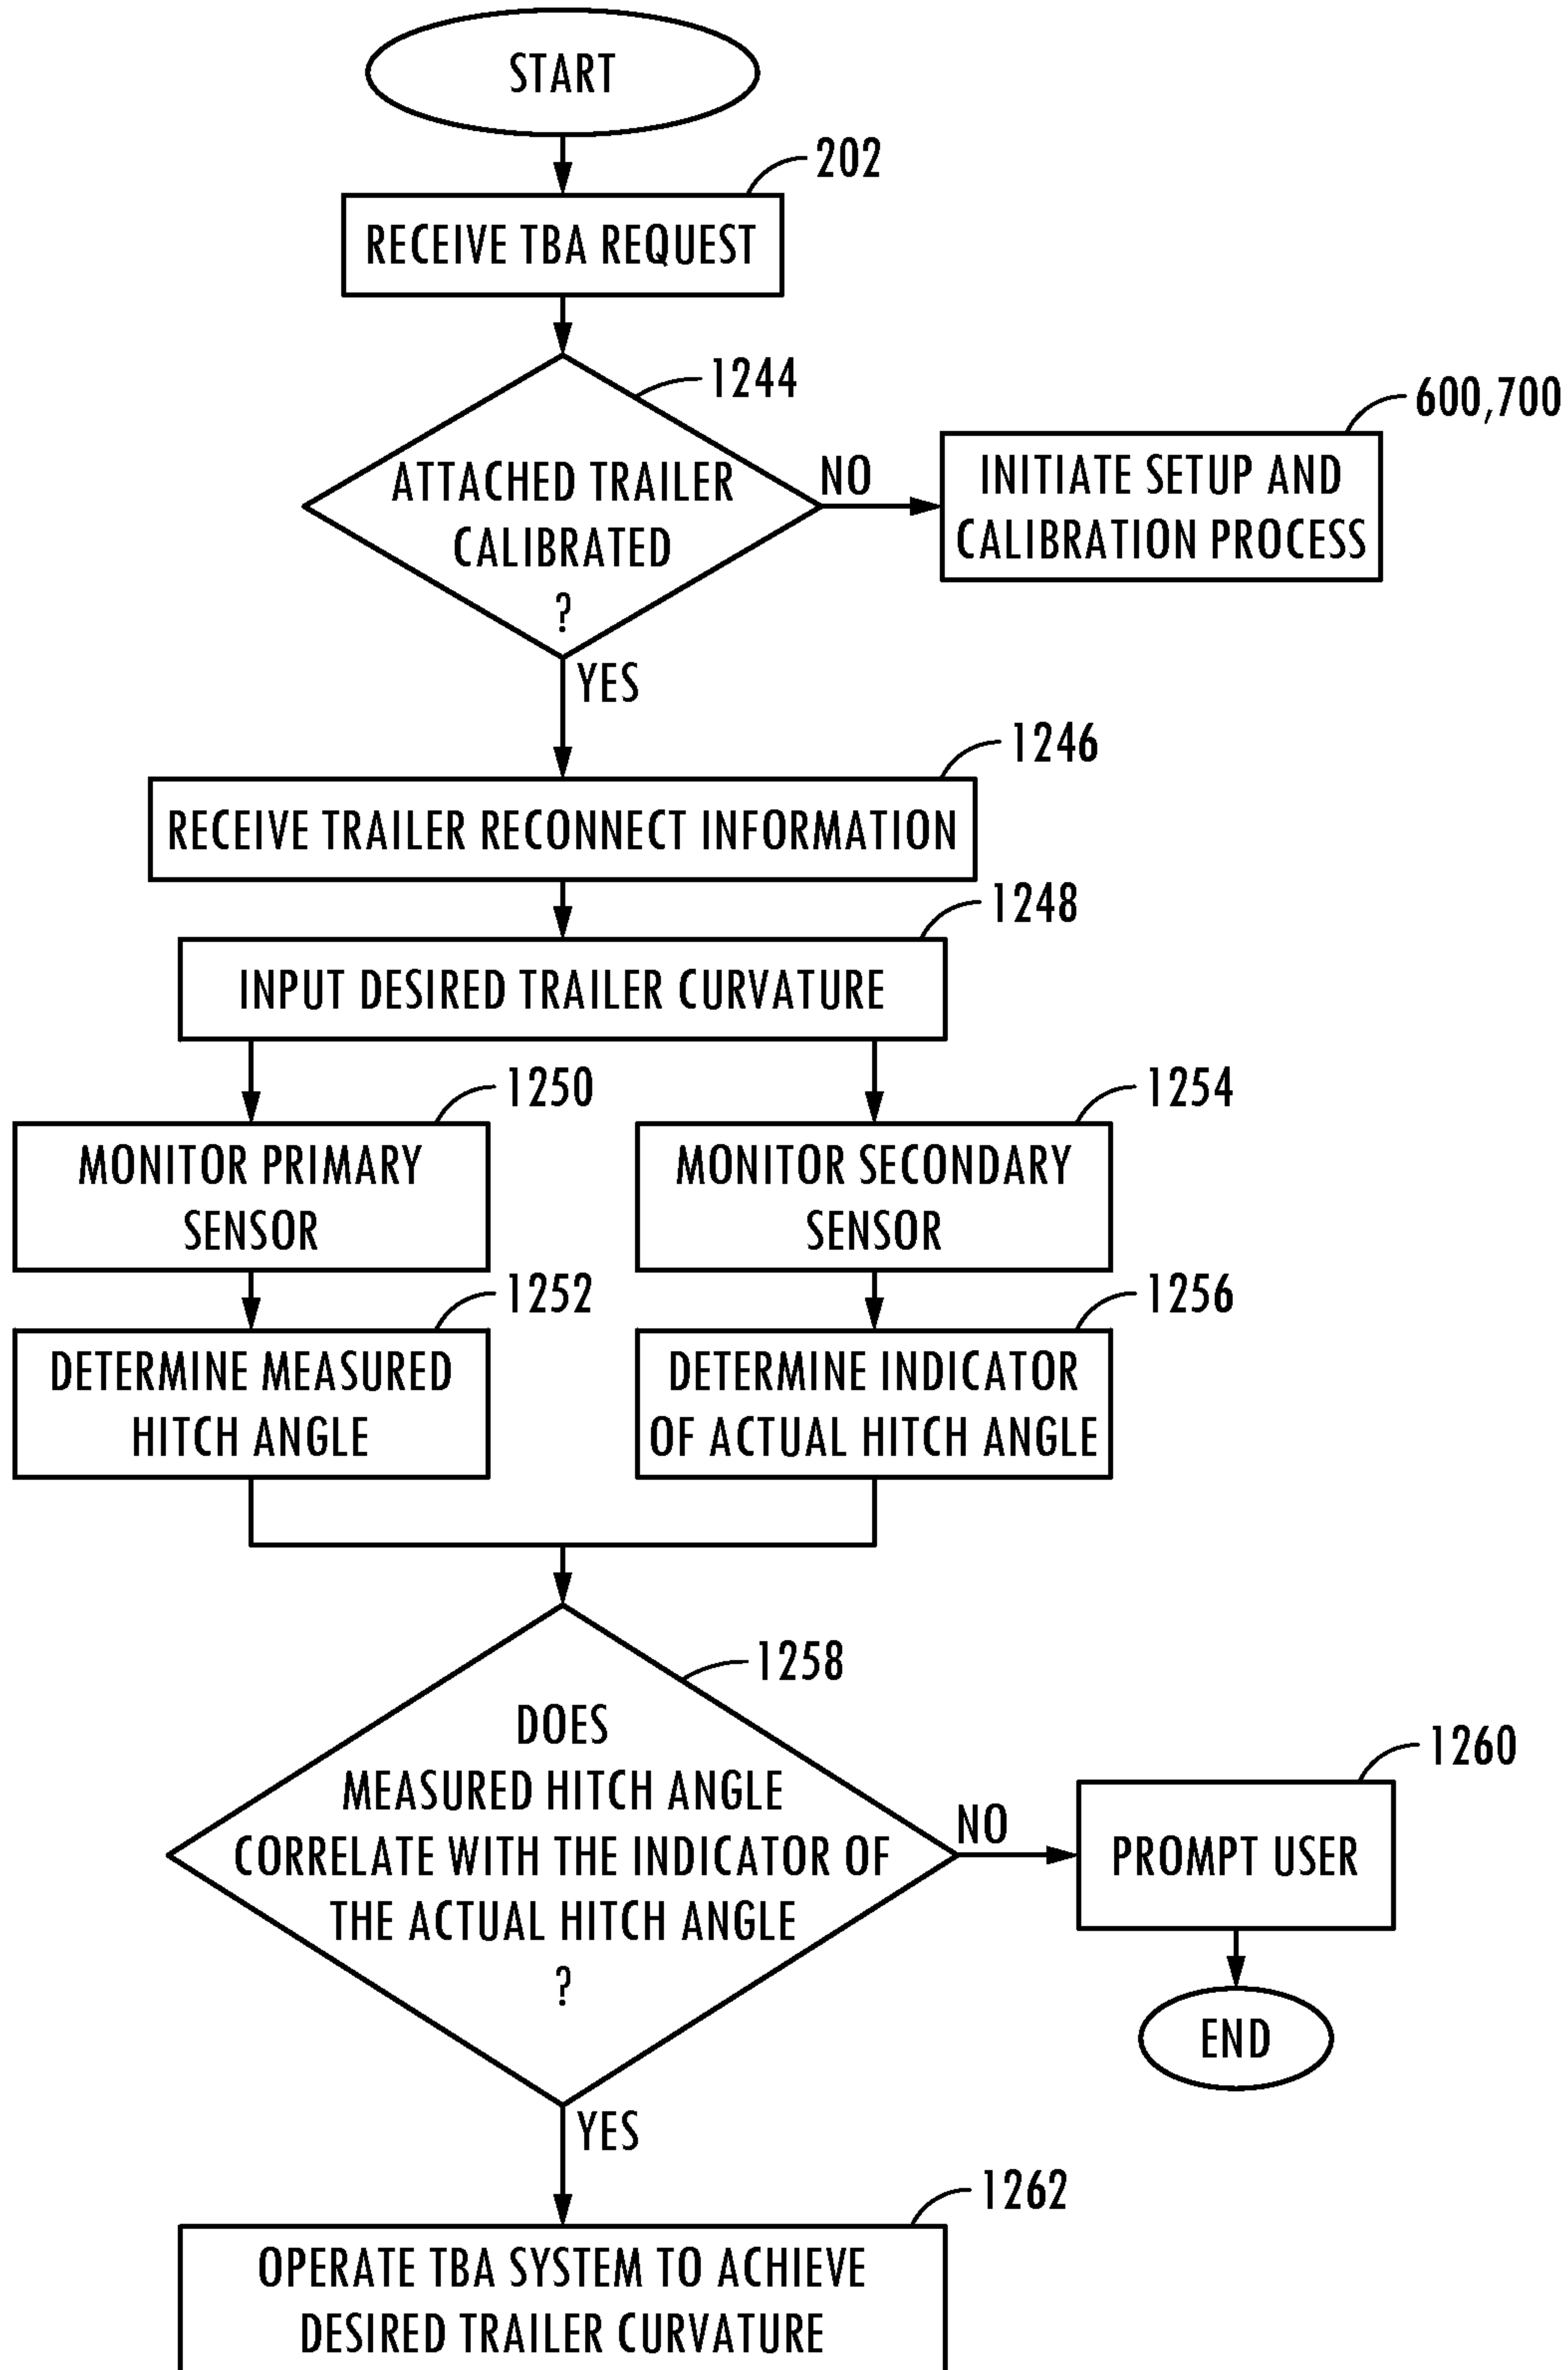 START
202
RECEIVE TBA REQUEST
1244
ATTACHED TRAILER
CALIBRATED
?
NO
600,700
INITIATE SETUP AND
CALIBRATION PROCESS
YES
1246
RECEIVE TRAILER RECONNECT INFORMATION
1248
INPUT DESIRED TRAILER CURVATURE
1250
MONITOR PRIMARY
SENSOR
1254
MONITOR SECONDARY
SENSOR
1252
DETERMINE MEASURED
HITCH ANGLE
1256
DETERMINE INDICATOR
OF ACTUAL HITCH ANGLE
1258
DOES
MEASURED HITCH ANGLE
CORRELATE WITH THE INDICATOR OF
THE ACTUAL HITCH ANGLE
?
NO
1260
PROMPT USER
END
YES
1262
OPERATE TBA SYSTEM TO ACHIEVE
DESIRED TRAILER CURVATURE